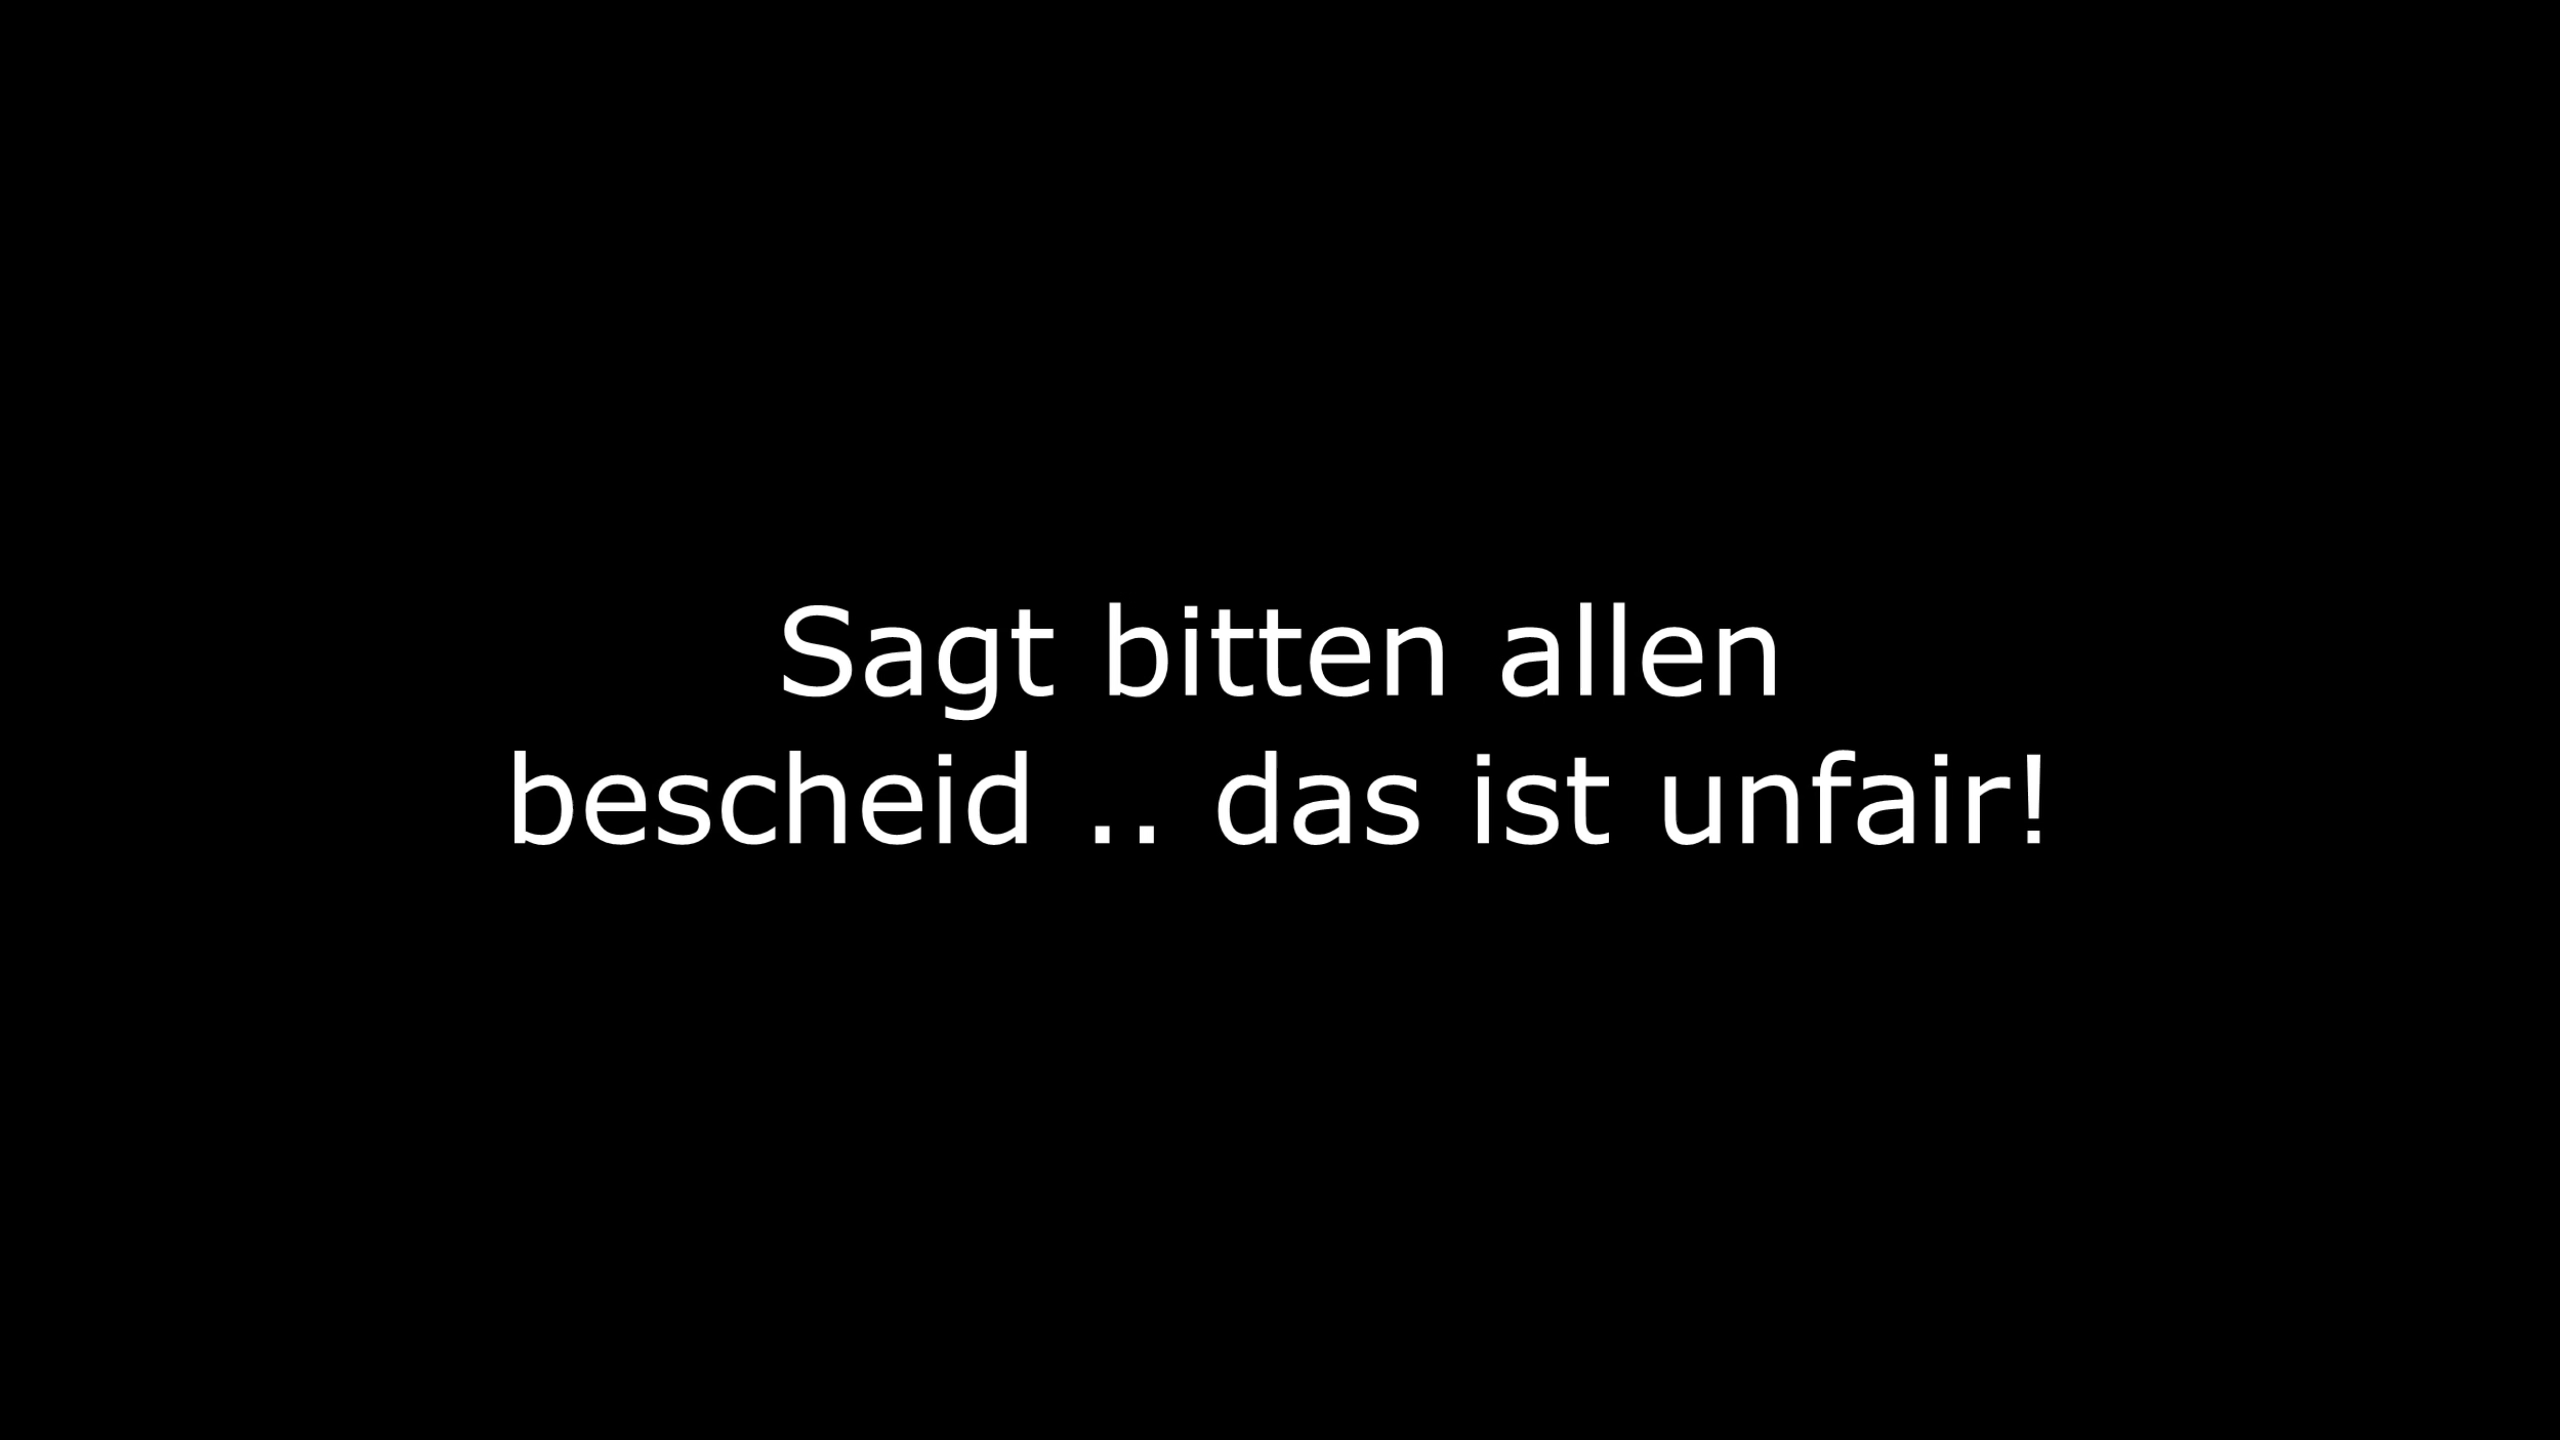 Sagt bitten allen
bescheid .. das ist unfair!